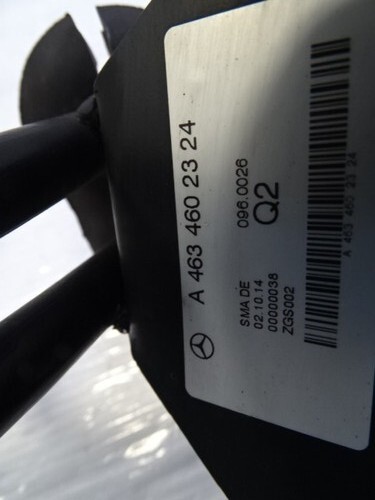 A 463 460 23 24
SMA DE 096.0026
02.10.14
00000038 Q2
ZGS002
A 463 460 23 24